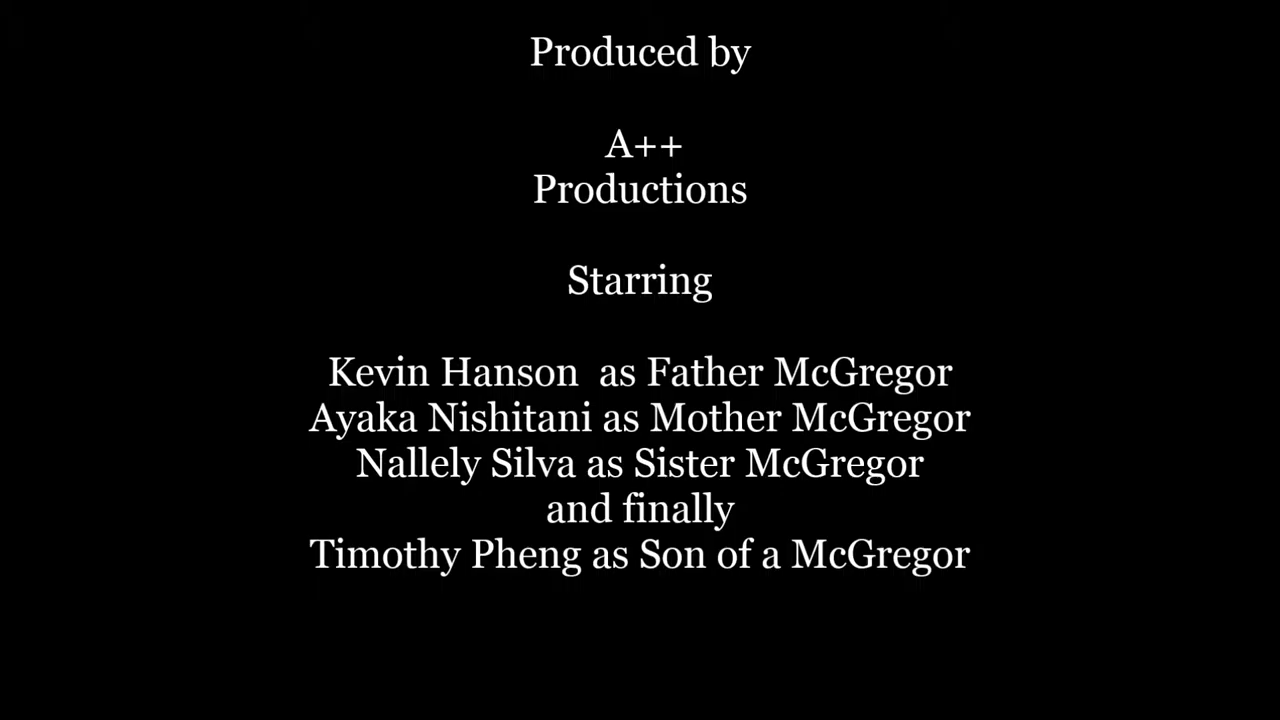 Produced by
A++
Productions
Starring
Kevin Hanson  as Father McGregor
Ayaka Nishitani as Mother McGregor
Nallely Silva as Sister McGregor
and finally
Timothy Pheng as Son of a McGregor